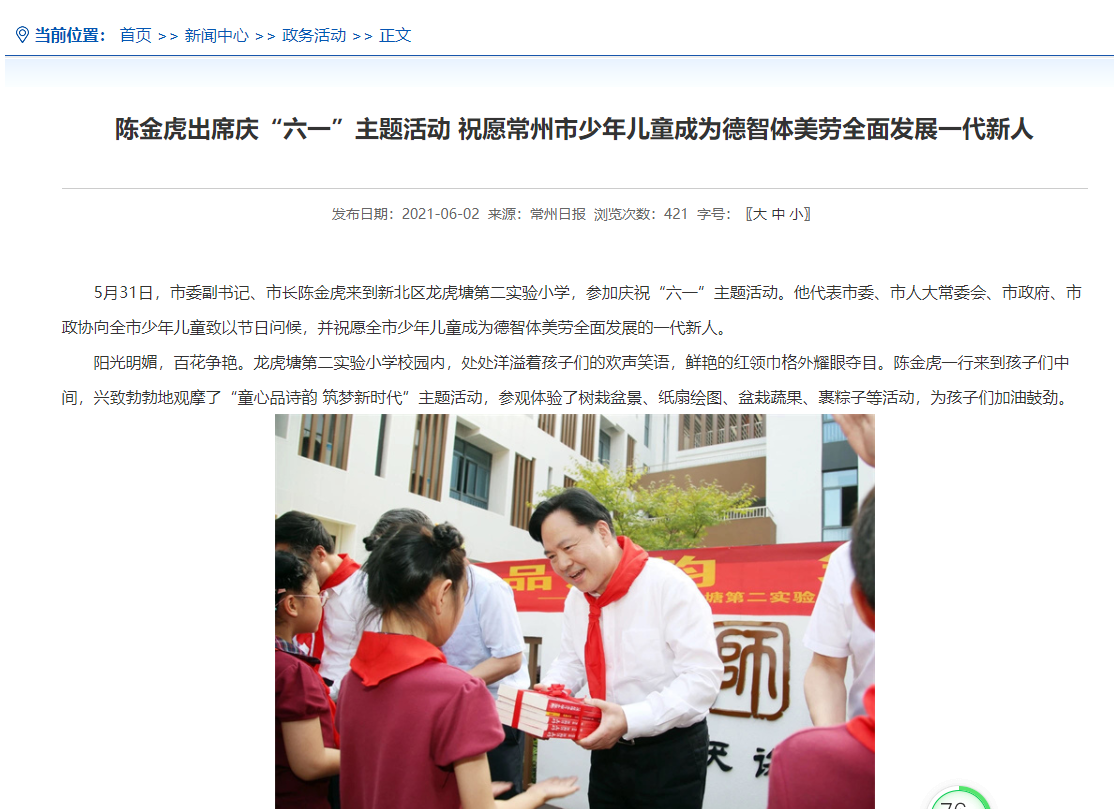 当前位置： 首页 >> 新闻中心 >> 政务活动 >> 正文
陈金虎出席庆“六一”主题活动 祝愿常州市少年儿童成为德智体美劳全面发展一代新人
发布日期：2021-06-02 来源：常州日报 浏览次数：421 字号：〖大 中 小〗
5月31日，市委副书记、市长陈金虎来到新北区龙虎塘第二实验小学，参加庆祝“六一”主题活动。他代表市委、市人大常委会、市政府、市
政协向全市少年儿童致以节日问候，并祝愿全市少年儿童成为德智体美劳全面发展的一代新人。
阳光明媚，百花争艳。龙虎塘第二实验小学校园内，处处洋溢着孩子们的欢声笑语，鲜艳的红领巾格外耀眼夺目。陈金虎一行来到孩子们中
间，兴致勃勃地观摩了“童心品诗韵 筑梦新时代”主题活动，参观体验了树栽盆景、纸扇绘图、盆栽蔬果、裹粽子等活动，为孩子们加油鼓劲。
品 韵
塘第二实验
師
天